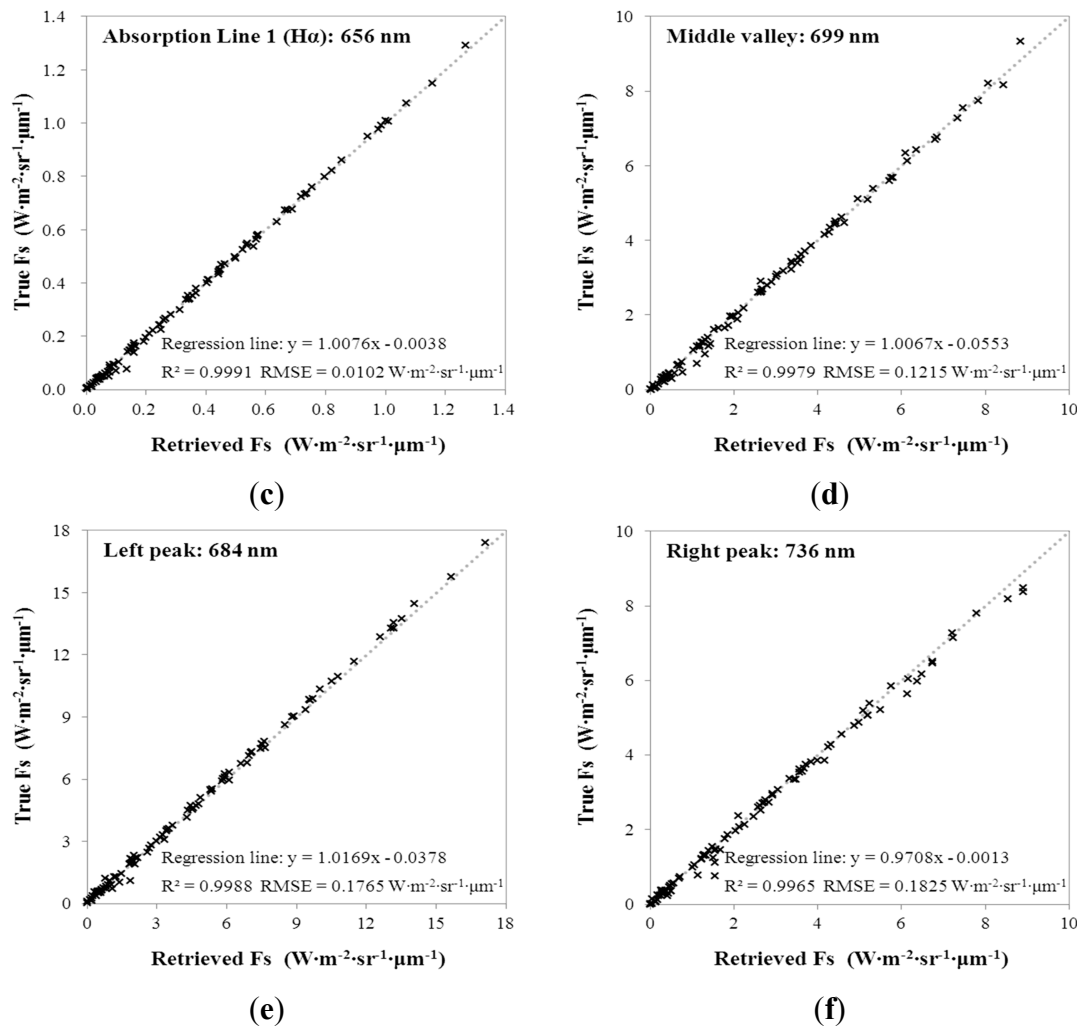 Absorption Line 1 (Hα): 656 nm
True Fs (W·m⁻²·sr⁻¹·μm⁻¹)
1.4
1.2
1.0
0.8
0.6
0.4
0.2
0.0
Regression line: y = 1.0076x - 0.0038
R² = 0.9991 RMSE = 0.0102 W·m⁻²·sr⁻¹·μm⁻¹
0.0 0.2 0.4 0.6 0.8 1.0 1.2 1.4
Retrieved Fs (W·m⁻²·sr⁻¹·μm⁻¹)
(c)
Middle valley: 699 nm
True Fs (W·m⁻²·sr⁻¹·μm⁻¹)
10
8
6
4
2
0
Regression line: y = 1.0067x - 0.0553
R² = 0.9979 RMSE = 0.1215 W·m⁻²·sr⁻¹·μm⁻¹
0 2 4 6 8 10
Retrieved Fs (W·m⁻²·sr⁻¹·μm⁻¹)
(d)
Left peak: 684 nm
True Fs (W·m⁻²·sr⁻¹·μm⁻¹)
18
15
12
9
6
3
0
Regression line: y = 1.0169x - 0.0378
R² = 0.9988 RMSE = 0.1765 W·m⁻²·sr⁻¹·μm⁻¹
0 3 6 9 12 15 18
Retrieved Fs (W·m⁻²·sr⁻¹·μm⁻¹)
(e)
Right peak: 736 nm
True Fs (W·m⁻²·sr⁻¹·μm⁻¹)
10
8
6
4
2
0
Regression line: y = 0.9708x - 0.0013
R² = 0.9965 RMSE = 0.1825 W·m⁻²·sr⁻¹·μm⁻¹
0 2 4 6 8 10
Retrieved Fs (W·m⁻²·sr⁻¹·μm⁻¹)
(f)